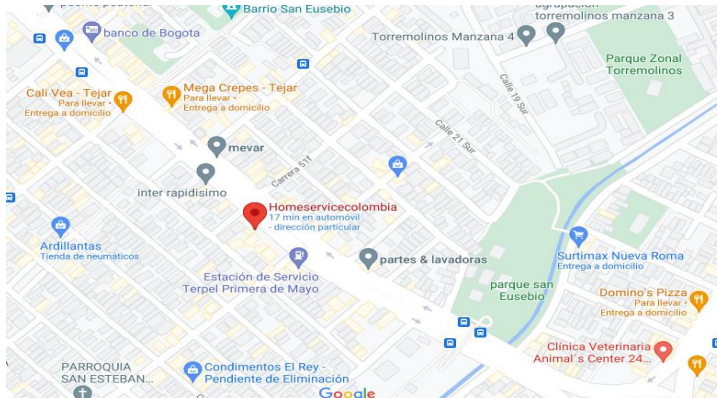 Barrio San Eusebio
agrupación
torremolinos manzana 3
banco de Bogota
Torremolinos Manzana 4
Parque Zonal
Torremolinos
Calle 19 Sur
Cali Vea - Tejar
Para llevar •
Entrega a domicilio
Mega Crepes - Tejar
Para llevar •
Entrega a domicilio
Calle 21 Sur
mevar
Carrera 51f
inter rapidisimo
Homeservicecolombia
17 min en automóvil
- dirección particular
Ardillantas
Tienda de neumáticos
partes & lavadoras
Surtimax Nueva Roma
Entrega a domicilio
Estación de Servicio
Terpel Primera de Mayo
parque san
Eusebio
Domino's Pizza
Para llevar •
Entrega a domicilio
Clínica Veterinaria
Animal´s Center 24...
PARROQUIA
SAN ESTEBAN...
Condimentos El Rey -
Pendiente de Eliminación
Google